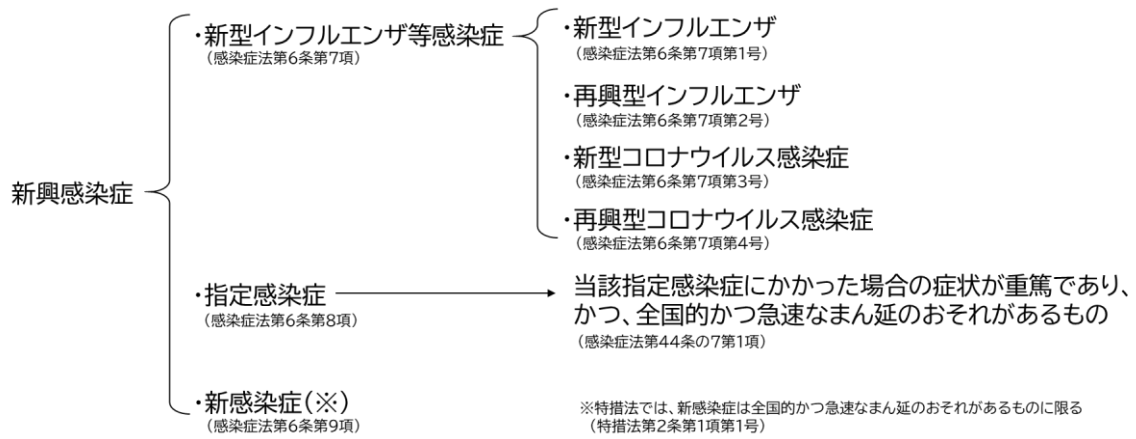 新興感染症
・新型インフルエンザ等感染症
(感染症法第6条第7項)
・新型インフルエンザ
(感染症法第6条第7項第1号)
・再興型インフルエンザ
(感染症法第6条第7項第2号)
・新型コロナウイルス感染症
(感染症法第6条第7項第3号)
・再興型コロナウイルス感染症
(感染症法第6条第7項第4号)
・指定感染症
(感染症法第6条第8項)
当該指定感染症にかかった場合の症状が重篤であり、
かつ、全国的かつ急速なまん延のおそれがあるもの
(感染症法第44条の7第1項)
・新感染症(※)
(感染症法第6条第9項)
※特措法では、新感染症は全国的かつ急速なまん延のおそれがあるものに限る
(特措法第2条第1項第1号)